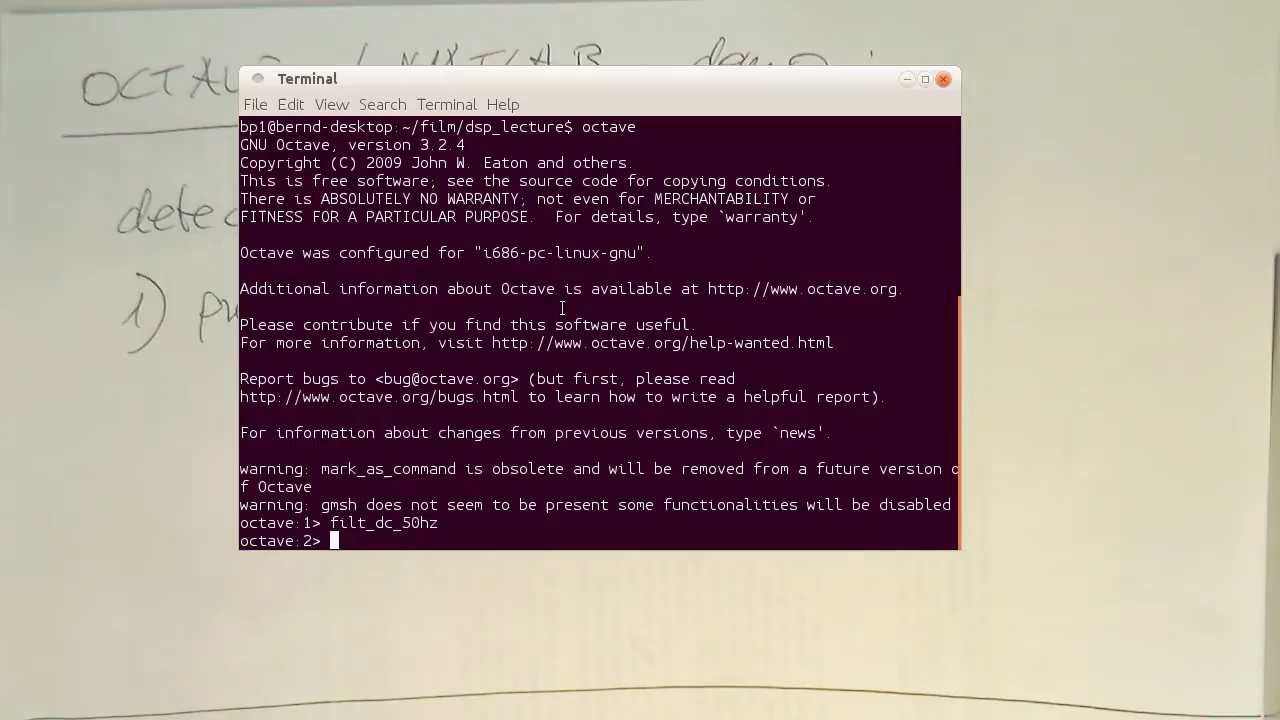 OCTAV
Terminal
File Edit View Search Terminal Help
bp1@bernd-desktop:~/film/dsp_lecture$ octave
GNU Octave, version 3.2.4
Copyright (C) 2009 John W. Eaton and others.
This is free software; see the source code for copying conditions.
There is ABSOLUTELY NO WARRANTY; not even for MERCHANTABILITY or
FITNESS FOR A PARTICULAR PURPOSE.  For details, type `warranty'.
Octave was configured for "i686-pc-linux-gnu".
Additional information about Octave is available at http://www.octave.org.
Please contribute if you find this software useful.
For more information, visit http://www.octave.org/help-wanted.html
Report bugs to <bug@octave.org> (but first, please read
http://www.octave.org/bugs.html to learn how to write a helpful report).
For information about changes from previous versions, type `news'.
warning: mark_as_command is obsolete and will be removed from a future version o
f Octave
warning: gmsh does not seem to be present some functionalities will be disabled
octave:1> filt_dc_50hz
octave:2>
detec
1) pu